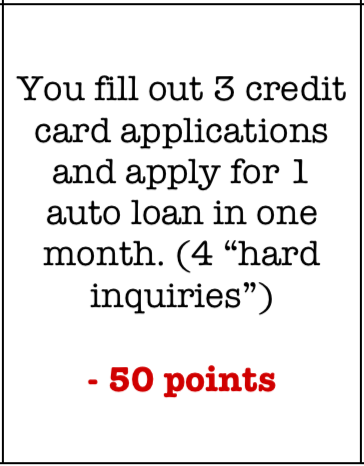 You fill out 3 credit
card applications
and apply for 1
auto loan in one
month. (4 “hard
inquiries”)
- 50 points